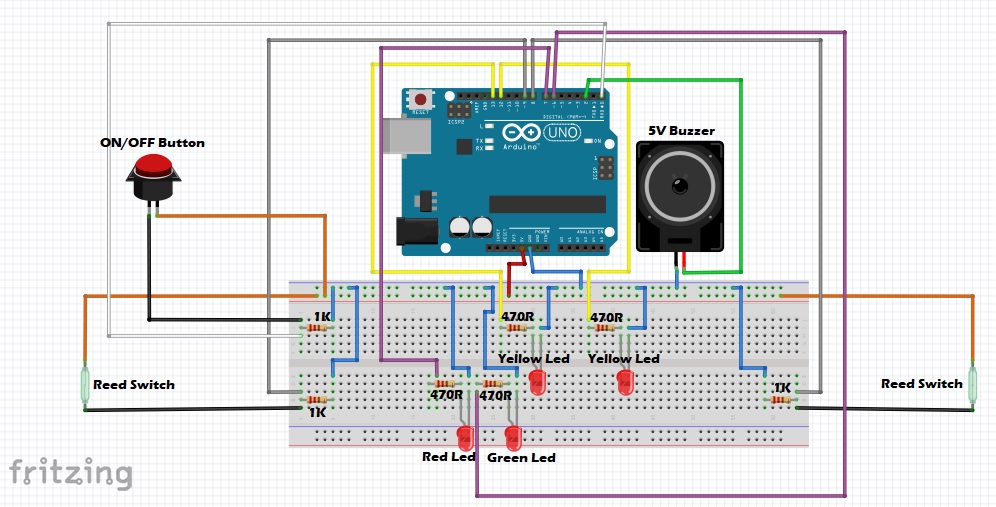 ON/OFF Button
5V Buzzer
RESET
ICSP2
L
TX
RX
Arduino
UNO
ON
DIGITAL (PWM~)
ICSP
1
POWER
ANALOG IN
1K
470R
470R
Yellow Led
Yellow Led
Reed Switch
Reed Switch
1K
470R
470R
1K
Red Led
Green Led
fritzing